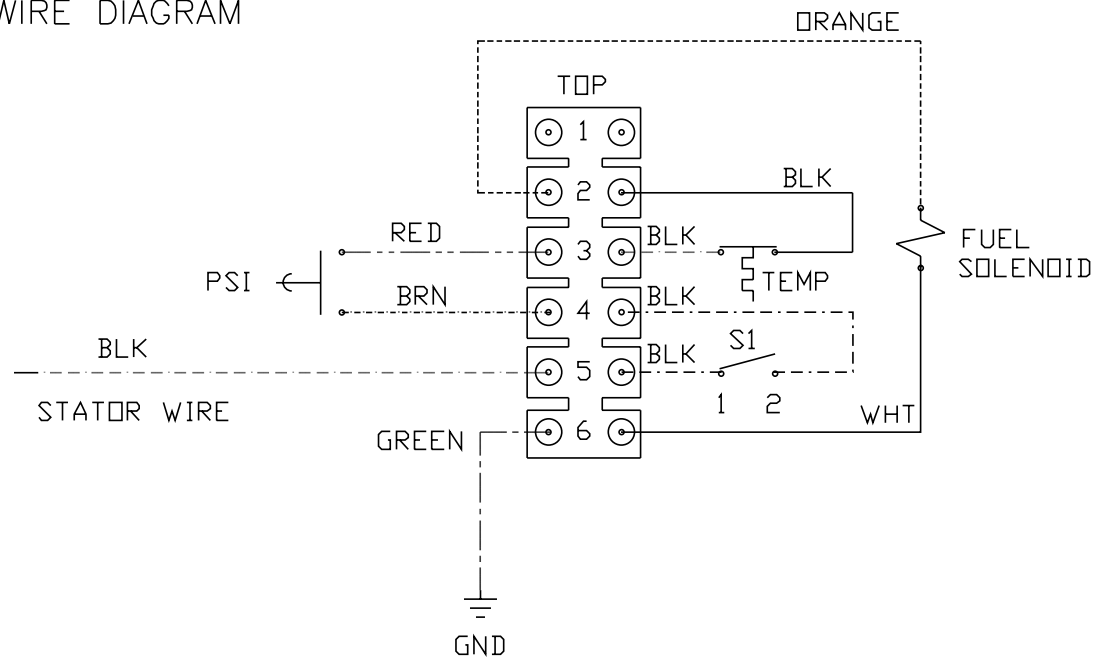 WIRE DIAGRAM
ORANGE
TOP
1
2
BLK
RED
3
BLK
FUEL
SOLENOID
PSI
TEMP
BRN
4
BLK
BLK
S1
5
BLK
1 2
STATOR WIRE
WHT
GREEN
6
GND